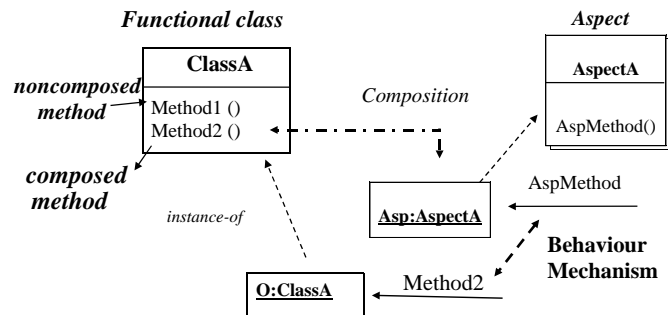 Functional class
Aspect
ClassA
noncomposed
method
Method1 ()
Method2 ()
composed
method
Composition
AspectA
AspMethod()
instance-of
Asp:AspectA
AspMethod
Behaviour
Mechanism
O:ClassA
Method2